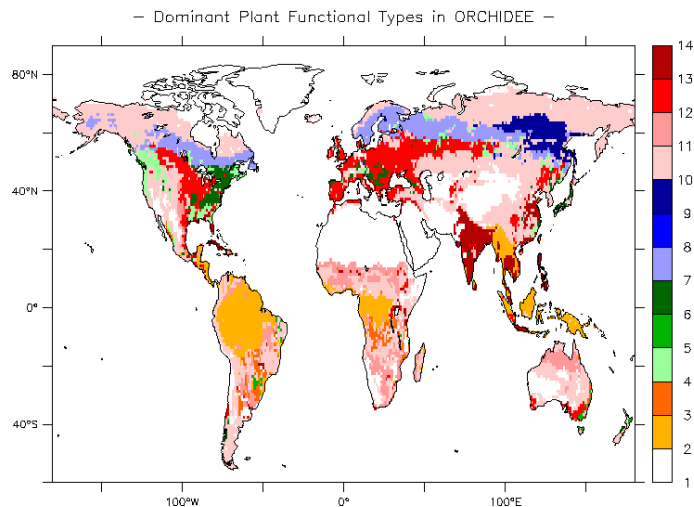 — Dominant Plant Functional Types in ORCHIDEE —
80°N
40°N
0°
40°S
100°W
0°
100°E
14
13
12
11
10
9
8
7
6
5
4
3
2
1